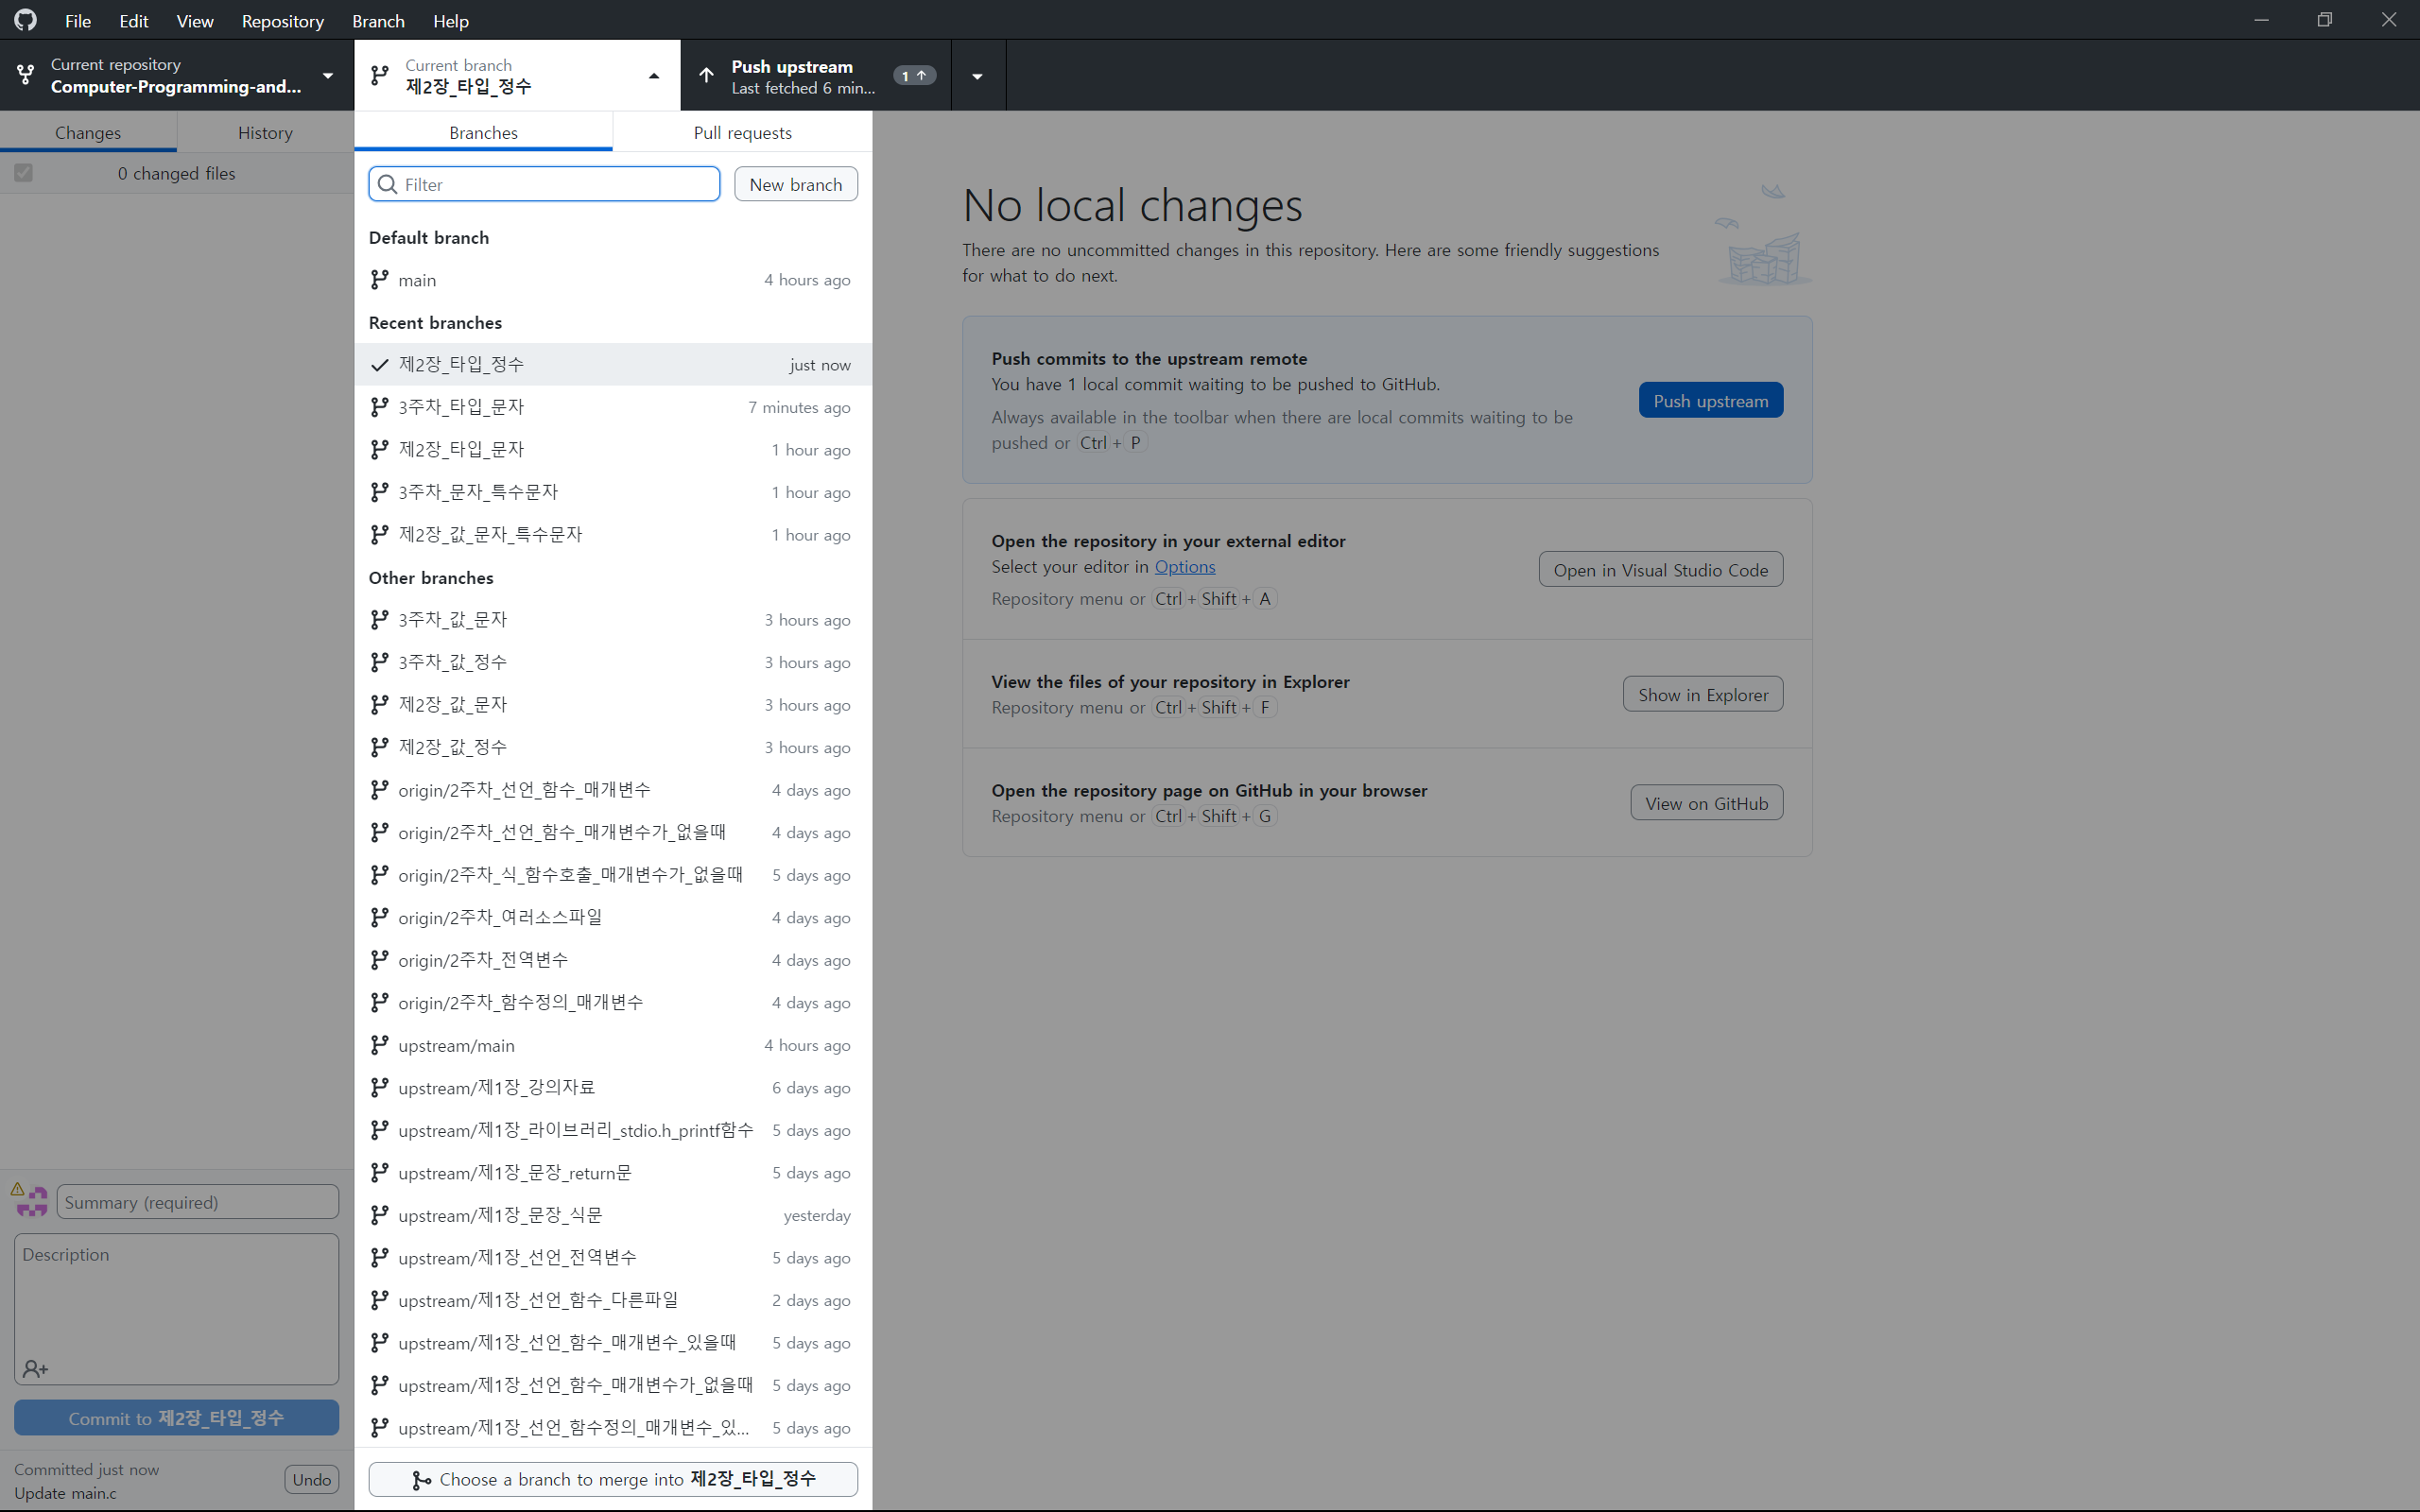 File Edit View Repository Branch Help
Current repository
Computer-Programming-and...
Current branch
제2장_타입_정수
Push upstream
Last fetched 6 min...
1
Changes History
0 changed files
Branches Pull requests
Filter
New branch
Default branch
main 4 hours ago
Recent branches
제2장_타입_정수 just now
3주차_타입_문자 7 minutes ago
제2장_타입_문자 1 hour ago
3주차_문자_특수문자 1 hour ago
제2장_값_문자_특수문자 1 hour ago
Other branches
3주차_값_문자 3 hours ago
3주차_값_정수 3 hours ago
제2장_값_문자 3 hours ago
제2장_값_정수 3 hours ago
origin/2주차_선언_함수_매개변수 4 days ago
origin/2주차_선언_함수_매개변수가_없을때 4 days ago
origin/2주차_식_함수호출_매개변수가_없을때 5 days ago
origin/2주차_여러소스파일 4 days ago
origin/2주차_전역변수 4 days ago
origin/2주차_함수정의_매개변수 4 days ago
upstream/main 4 hours ago
upstream/제1장_강의자료 6 days ago
upstream/제1장_라이브러리_stdio.h_printf함수 5 days ago
upstream/제1장_문장_return문 5 days ago
upstream/제1장_문장_식문 yesterday
upstream/제1장_선언_전역변수 5 days ago
upstream/제1장_선언_함수_다른파일 2 days ago
upstream/제1장_선언_함수_매개변수_있을때 5 days ago
upstream/제1장_선언_함수_매개변수가_없을때 5 days ago
upstream/제1장_선언_함수정의_매개변수_있... 5 days ago
Choose a branch to merge into 제2장_타입_정수
Summary (required)
Description
Commit to 제2장_타입_정수
Committed just now
Update main.c
Undo
No local changes
There are no uncommitted changes in this repository. Here are some friendly suggestions
for what to do next.
Push commits to the upstream remote
You have 1 local commit waiting to be pushed to GitHub.
Always available in the toolbar when there are local commits waiting to be
pushed or Ctrl + P
Push upstream
Open the repository in your external editor
Select your editor in Options
Repository menu or Ctrl + Shift + A
Open in Visual Studio Code
View the files of your repository in Explorer
Repository menu or Ctrl + Shift + F
Show in Explorer
Open the repository page on GitHub in your browser
Repository menu or Ctrl + Shift + G
View on GitHub